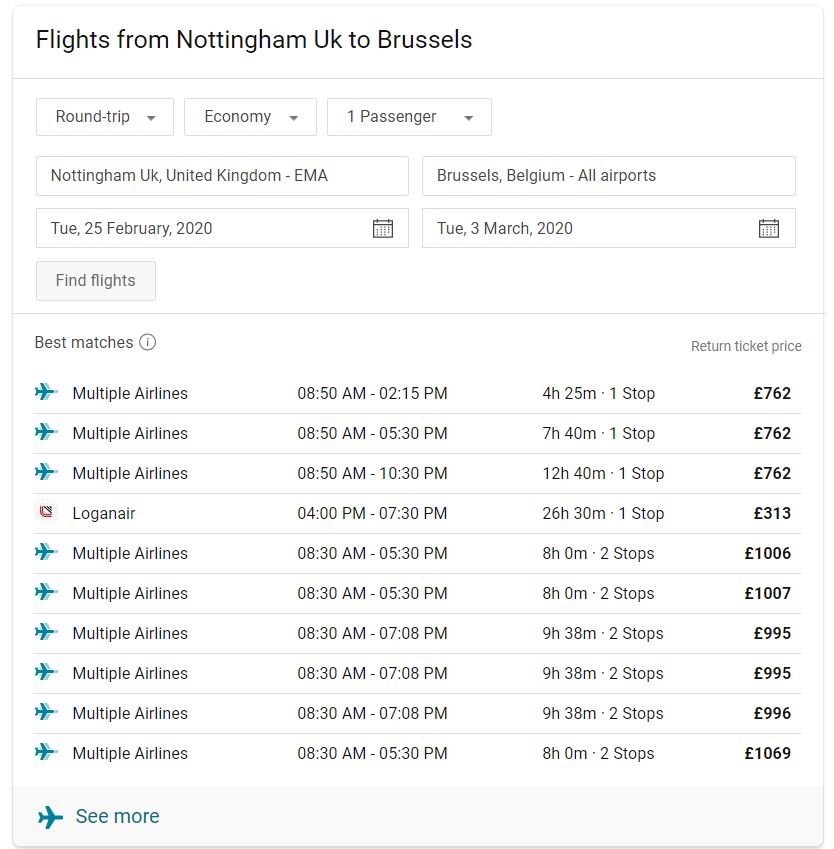 Flights from Nottingham Uk to Brussels
Round-trip Economy 1 Passenger
Nottingham Uk, United Kingdom - EMA Brussels, Belgium - All airports
Tue, 25 February, 2020 Tue, 3 March, 2020
Find flights
Best matches Return ticket price
Multiple Airlines 08:50 AM - 02:15 PM 4h 25m · 1 Stop £762
Multiple Airlines 08:50 AM - 05:30 PM 7h 40m · 1 Stop £762
Multiple Airlines 08:50 AM - 10:30 PM 12h 40m · 1 Stop £762
Loganair 04:00 PM - 07:30 PM 26h 30m · 1 Stop £313
Multiple Airlines 08:30 AM - 05:30 PM 8h 0m · 2 Stops £1006
Multiple Airlines 08:30 AM - 05:30 PM 8h 0m · 2 Stops £1007
Multiple Airlines 08:30 AM - 07:08 PM 9h 38m · 2 Stops £995
Multiple Airlines 08:30 AM - 07:08 PM 9h 38m · 2 Stops £995
Multiple Airlines 08:30 AM - 07:08 PM 9h 38m · 2 Stops £996
Multiple Airlines 08:30 AM - 05:30 PM 8h 0m · 2 Stops £1069
See more